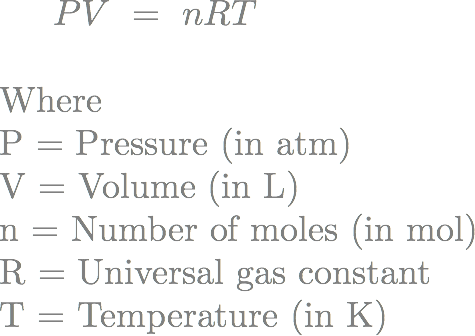 PV = nRT
Where
P = Pressure (in atm)
V = Volume (in L)
n = Number of moles (in mol)
R = Universal gas constant
T = Temperature (in K)